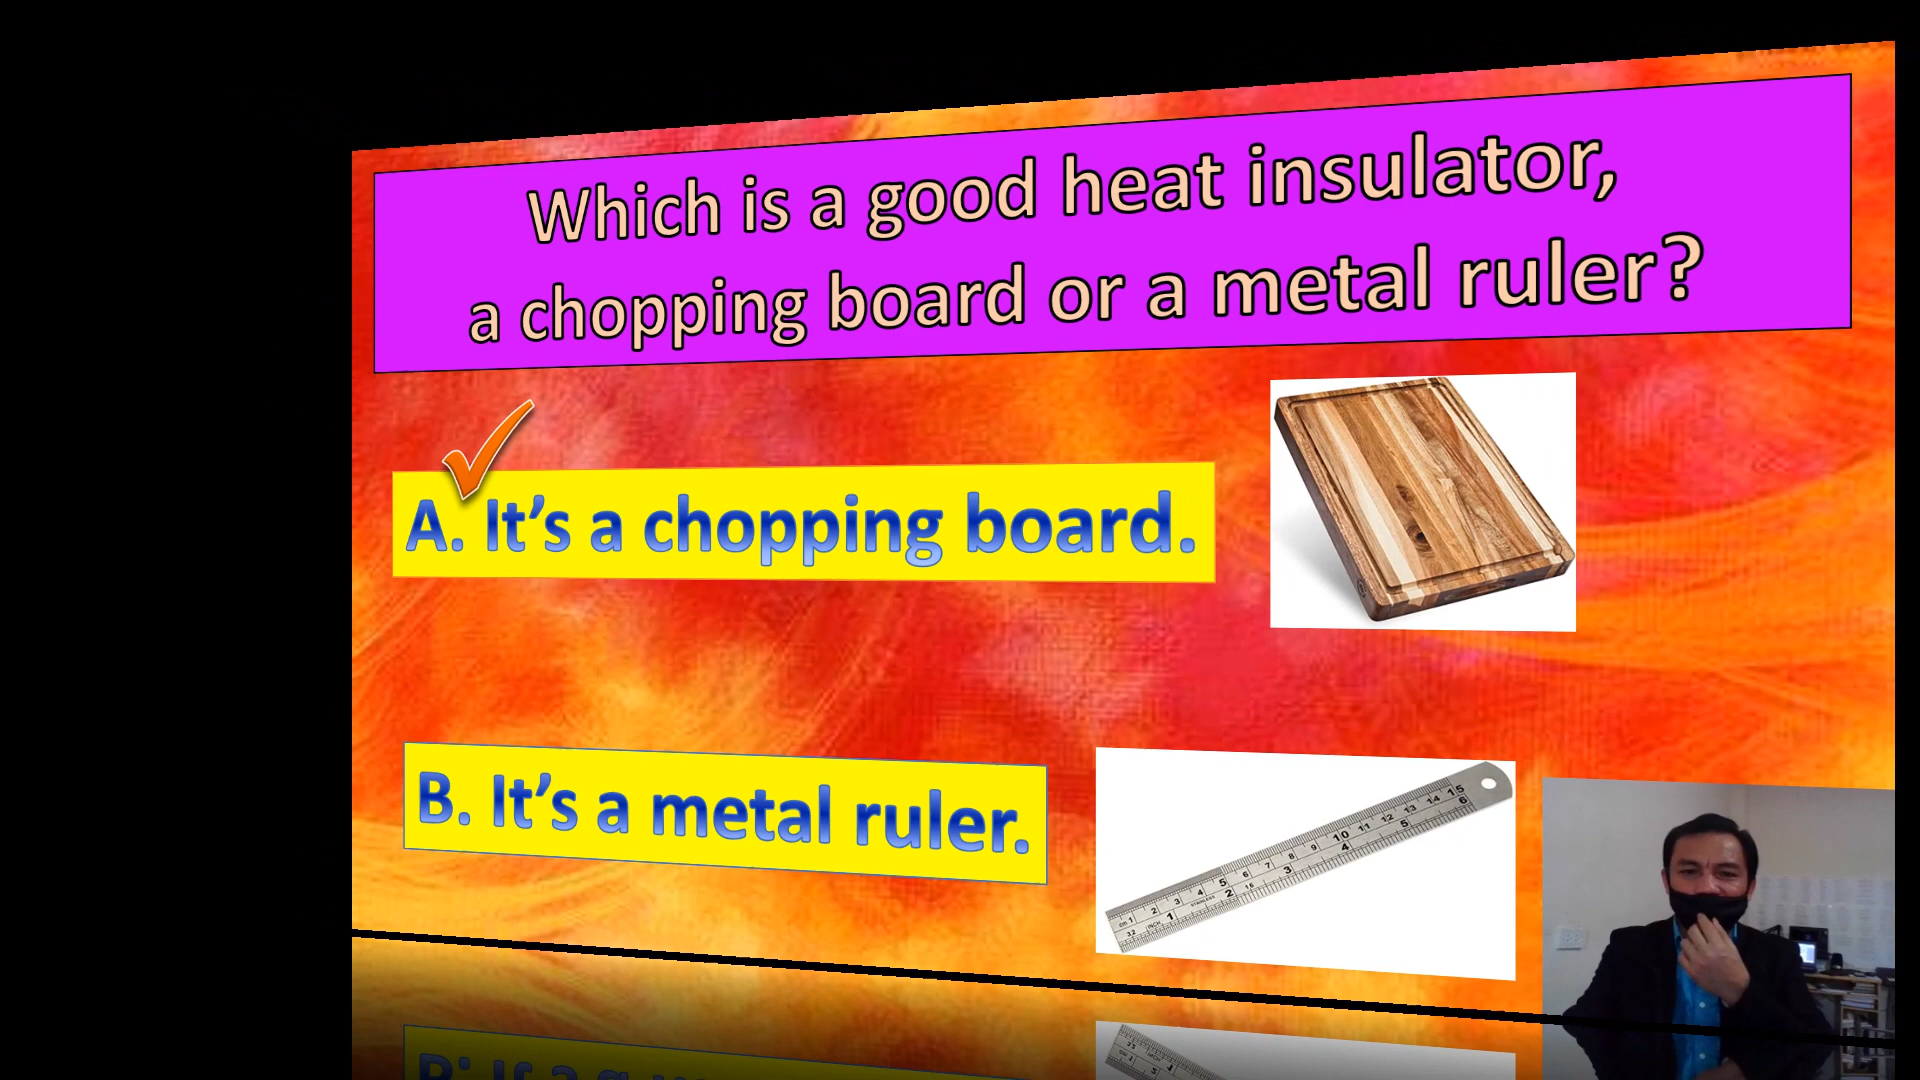 Which is a good heat insulator,
a chopping board or a metal ruler?
A. It's a chopping board.
B. It's a metal ruler.